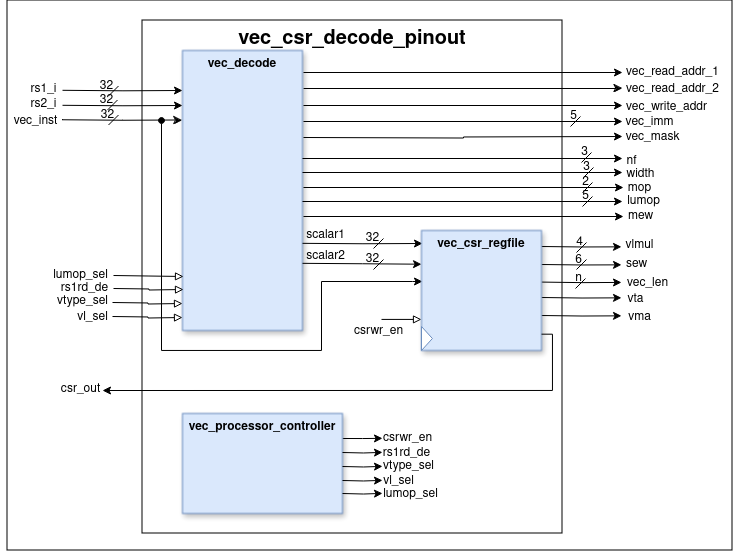 vec_csr_decode_pinout
vec_decode
rs1_i
32
rs2_i
32
vec_inst
32
vec_read_addr_1
vec_read_addr_2
vec_write_addr
5
vec_imm
vec_mask
3
nf
3
width
2
mop
5
lumop
mew
scalar1
32
scalar2
32
vec_csr_regfile
4
vlmul
6
sew
n
vec_len
vta
vma
lumop_sel
rs1rd_de
vtype_sel
vl_sel
csrwr_en
csr_out
vec_processor_controller
csrwr_en
rs1rd_de
vtype_sel
vl_sel
lumop_sel